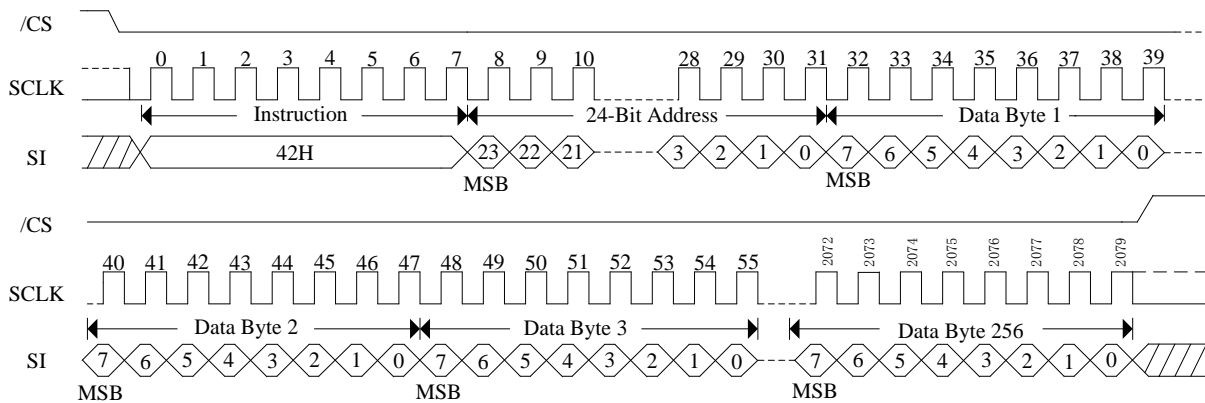 /CS
0 1 2 3 4 5 6 7 8 9 10 28 29 30 31 32 33 34 35 36 37 38 39
SCLK
Instruction 24-Bit Address Data Byte 1
SI 42H 23 22 21 3 2 1 0 7 6 5 4 3 2 1 0
MSB MSB
/CS
40 41 42 43 44 45 46 47 48 49 50 51 52 53 54 55 2072 2073 2074 2075 2076 2077 2078 2079
SCLK
Data Byte 2 Data Byte 3 Data Byte 256
SI 7 6 5 4 3 2 1 0 7 6 5 4 3 2 1 0 7 6 5 4 3 2 1 0
MSB MSB MSB